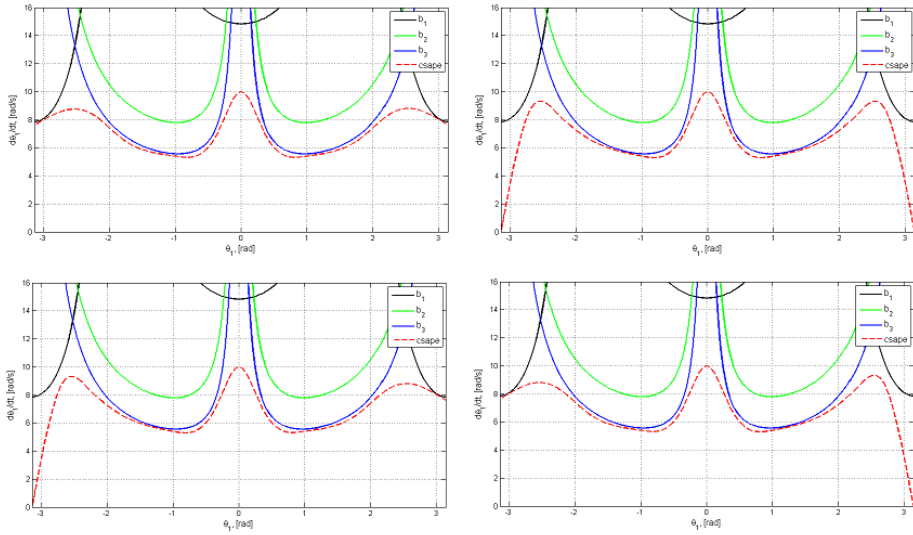 16
14
12
10
8
6
4
2
0
dθ₁/dt, [rad/s]
-3 -2 -1 0 1 2 3
θ₁, [rad]
b₁
b₂
b₃
csape
16
14
12
10
8
6
4
2
0
dθ₁/dt, [rad/s]
-3 -2 -1 0 1 2 3
θ₁, [rad]
b₁
b₂
b₃
csape
16
14
12
10
8
6
4
2
0
dθ₁/dt, [rad/s]
-3 -2 -1 0 1 2 3
θ₁, [rad]
b₁
b₂
b₃
csape
16
14
12
10
8
6
4
2
0
dθ₁/dt, [rad/s]
-3 -2 -1 0 1 2 3
θ₁, [rad]
b₁
b₂
b₃
csape